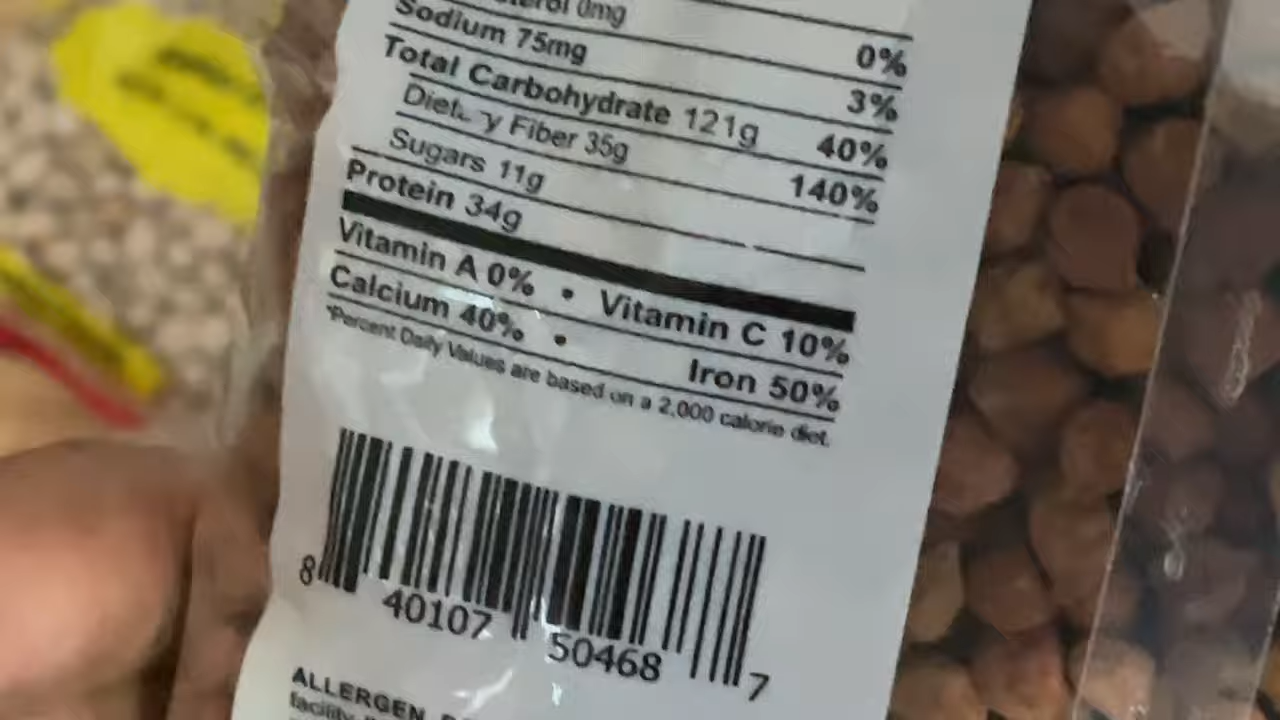 0mg 0%
Sodium 75mg 3%
Total Carbohydrate 121g 40%
Fiber 35g 140%
Sugars 11g
Protein 34g
Vitamin A 0% • Vitamin C 10%
Calcium 40% • Iron 50%
*Percent Daily Values are based on a 2,000 calorie diet.
8 40107 50468 7
ALLERGEN
facility